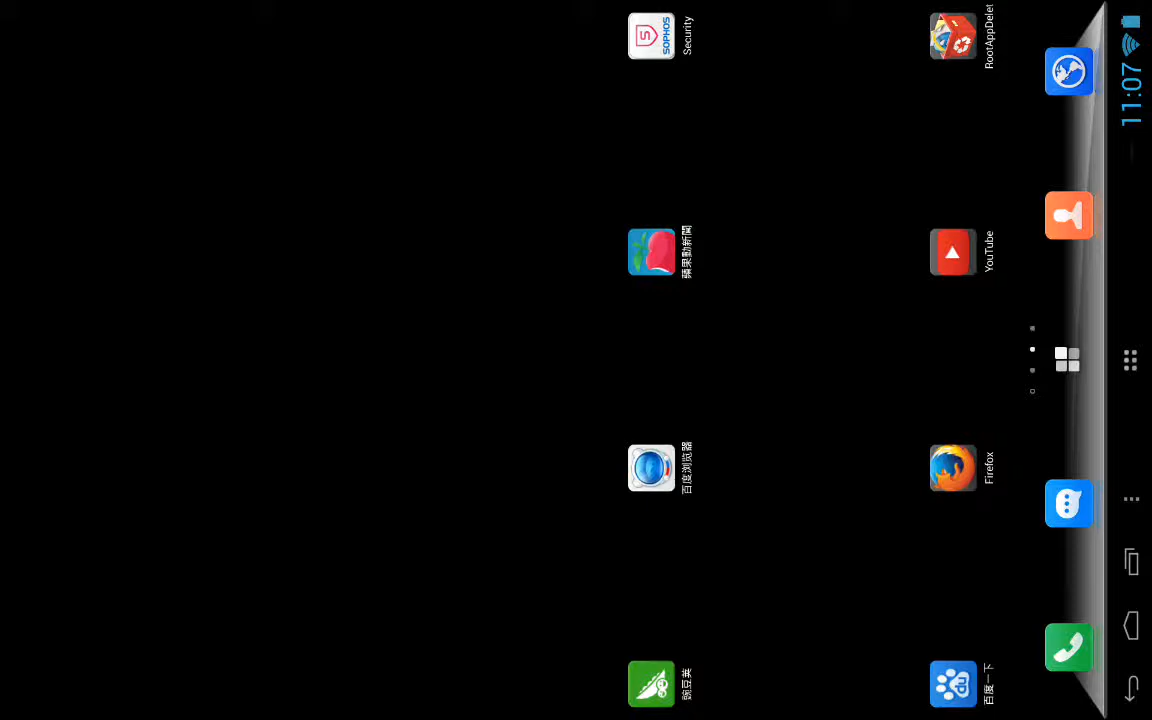 豌豆荚
百度浏览器
蘋果動新聞
SOPHOS
Security
百度一下
Firefox
YouTube
RootAppDelet
du
11:07